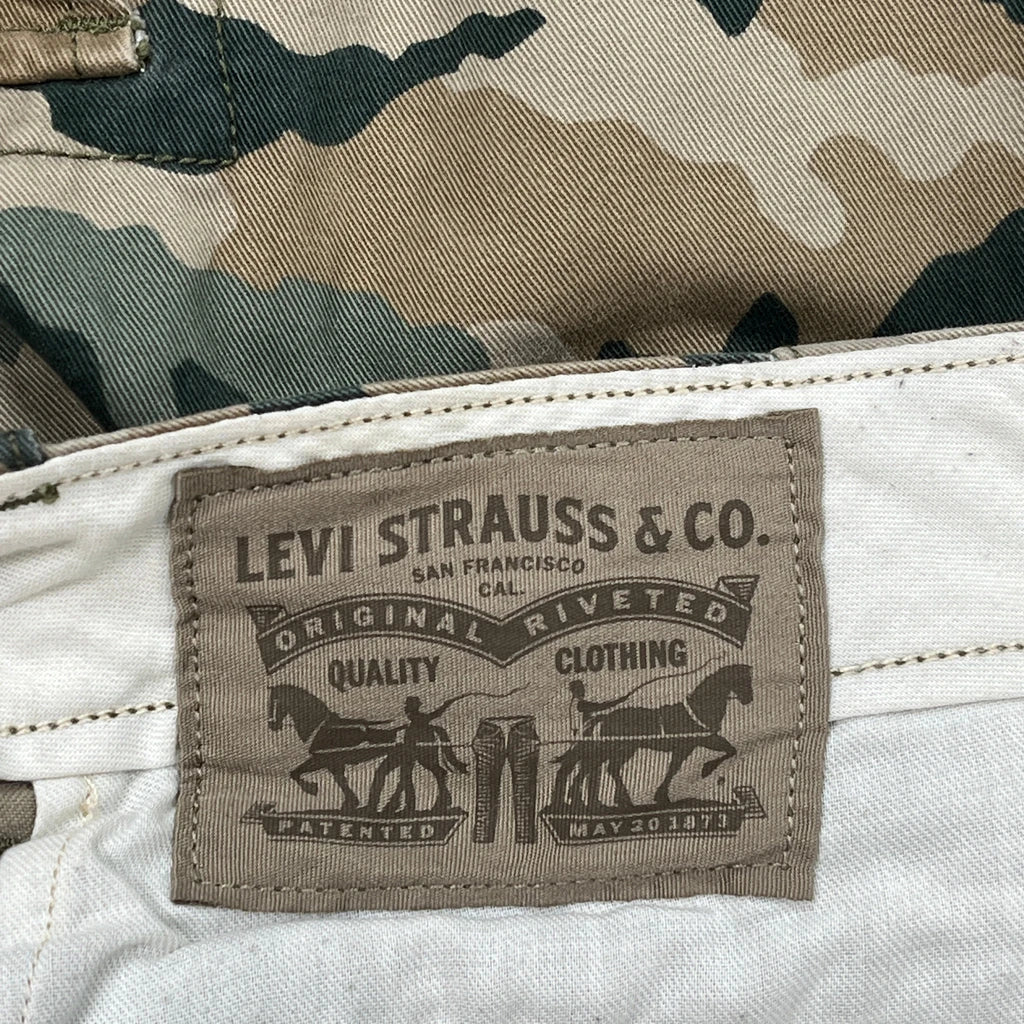 LEVI STRAUSS & CO.
SAN FRANCISCO
CAL.
ORIGINAL RIVETED
QUALITY CLOTHING
PATENTED MAY 20 1873